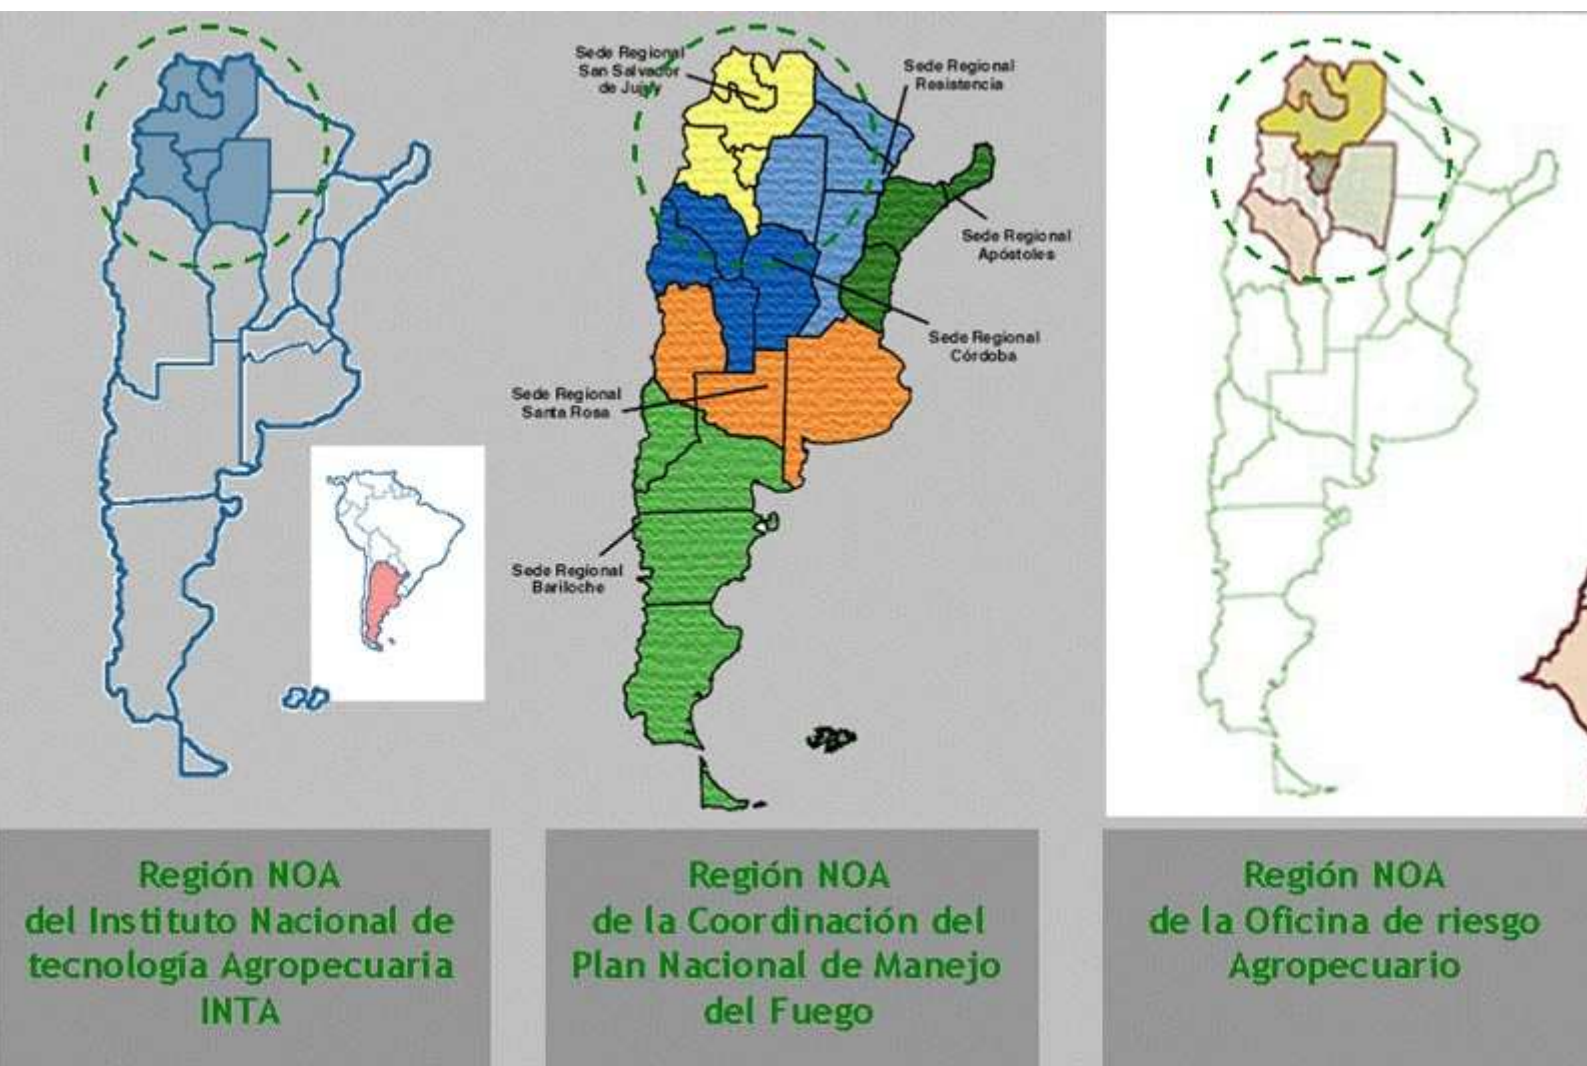 Sede Regional
San Salvador
de Jujuy
Sede Regional
Resistencia
Sede Regional
Apóstoles
Sede Regional
Córdoba
Sede Regional
Santa Rosa
Sede Regional
Bariloche
Región NOA
del Instituto Nacional de
tecnología Agropecuaria
INTA
Región NOA
de la Coordinación del
Plan Nacional de Manejo
del Fuego
Región NOA
de la Oficina de riesgo
Agropecuario